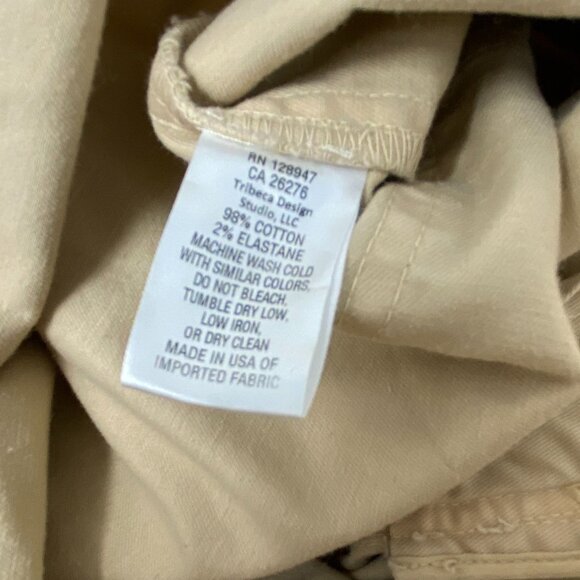 RN 128947
CA 26276
Tribeca Design
Studio, LLC
98% COTTON
2% ELASTANE
MACHINE WASH COLD
WITH SIMILAR COLORS.
DO NOT BLEACH.
TUMBLE DRY LOW.
LOW IRON,
OR DRY CLEAN
MADE IN USA OF
IMPORTED FABRIC